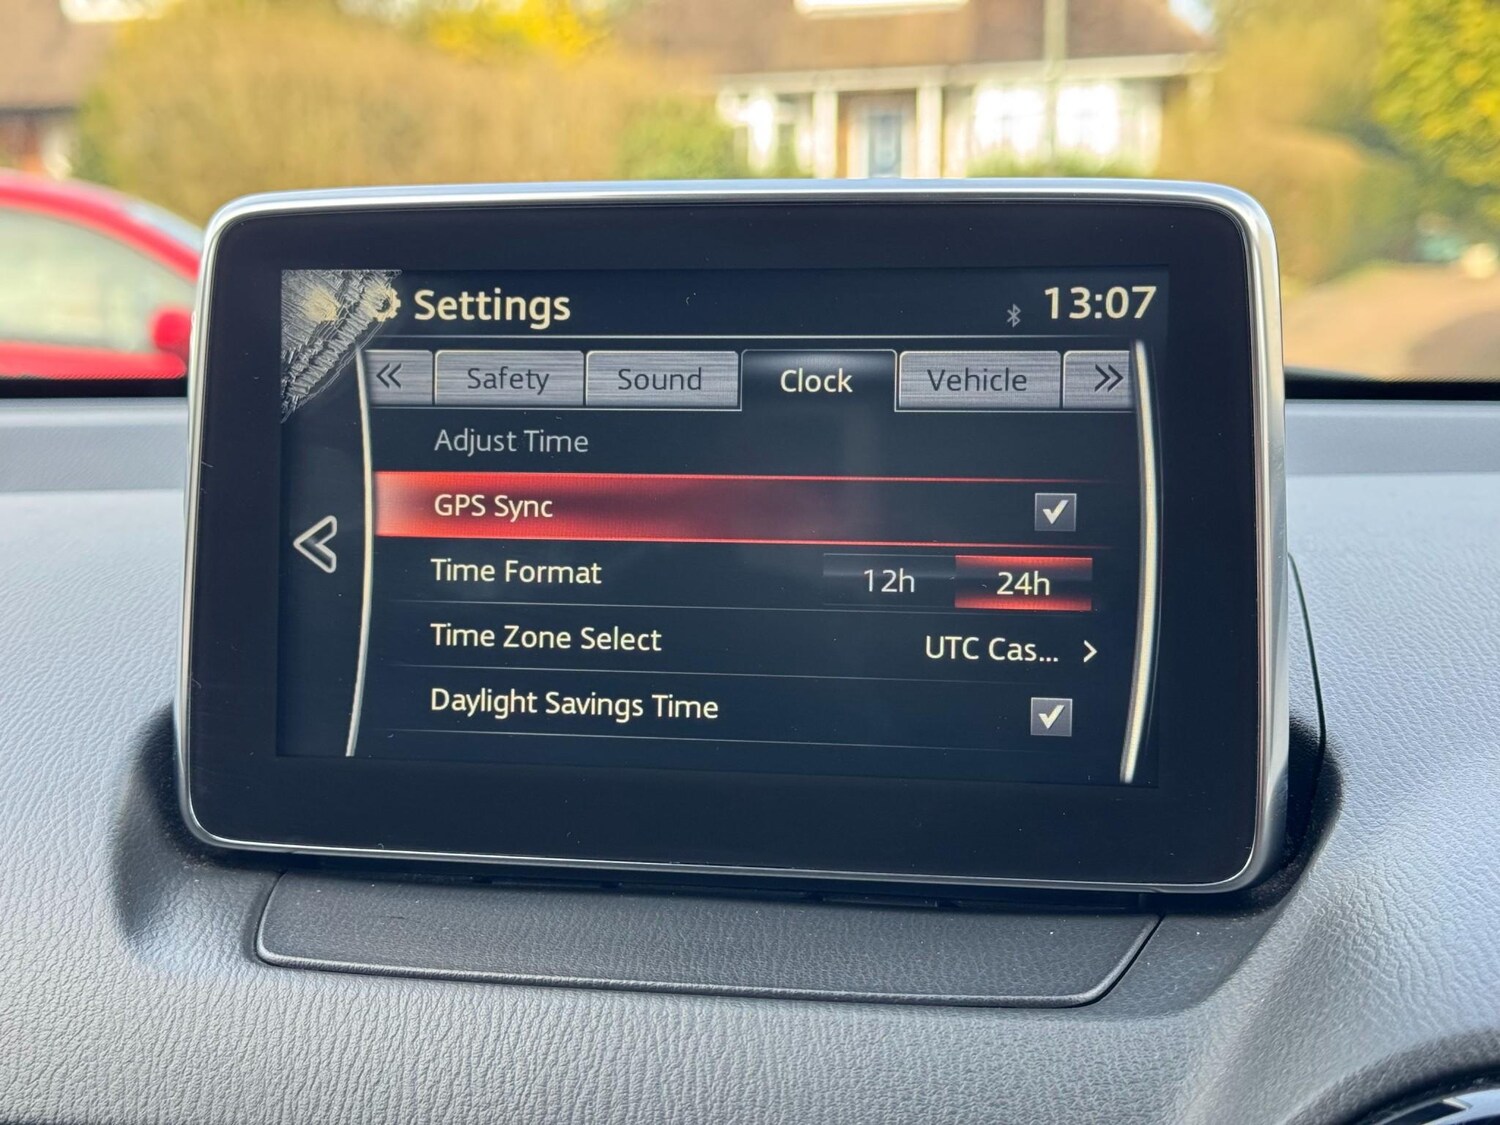 Settings
13:07
« Safety Sound Clock Vehicle »
Adjust Time
GPS Sync
Time Format 12h 24h
Time Zone Select UTC Cas... >
Daylight Savings Time